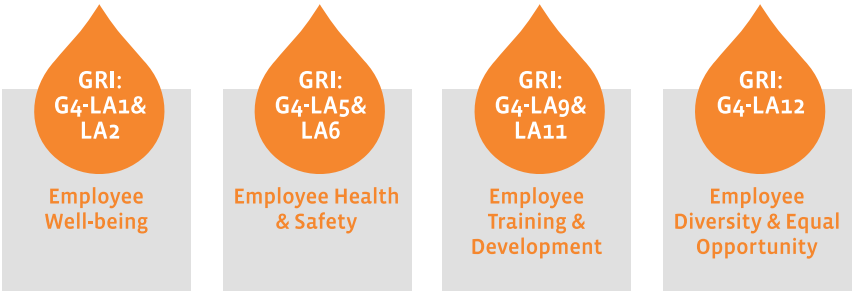 GRI:
G4-LA1&
LA2
Employee
Well-being
GRI:
G4-LA5&
LA6
Employee Health
& Safety
GRI:
G4-LA9&
LA11
Employee
Training &
Development
GRI:
G4-LA12
Employee
Diversity & Equal
Opportunity